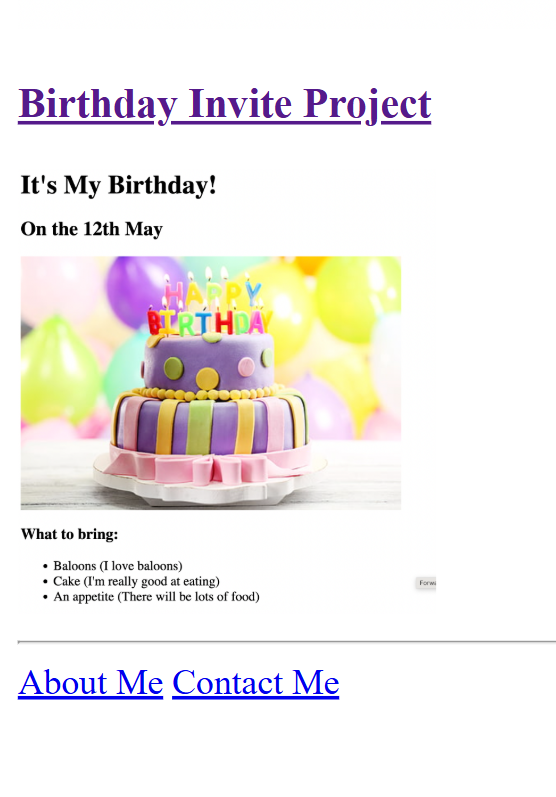 Birthday Invite Project
It's My Birthday!
On the 12th May
HAPPY
BIRTHDAY
What to bring:
• Baloons (I love baloons)
• Cake (I'm really good at eating)
• An appetite (There will be lots of food)
About Me Contact Me